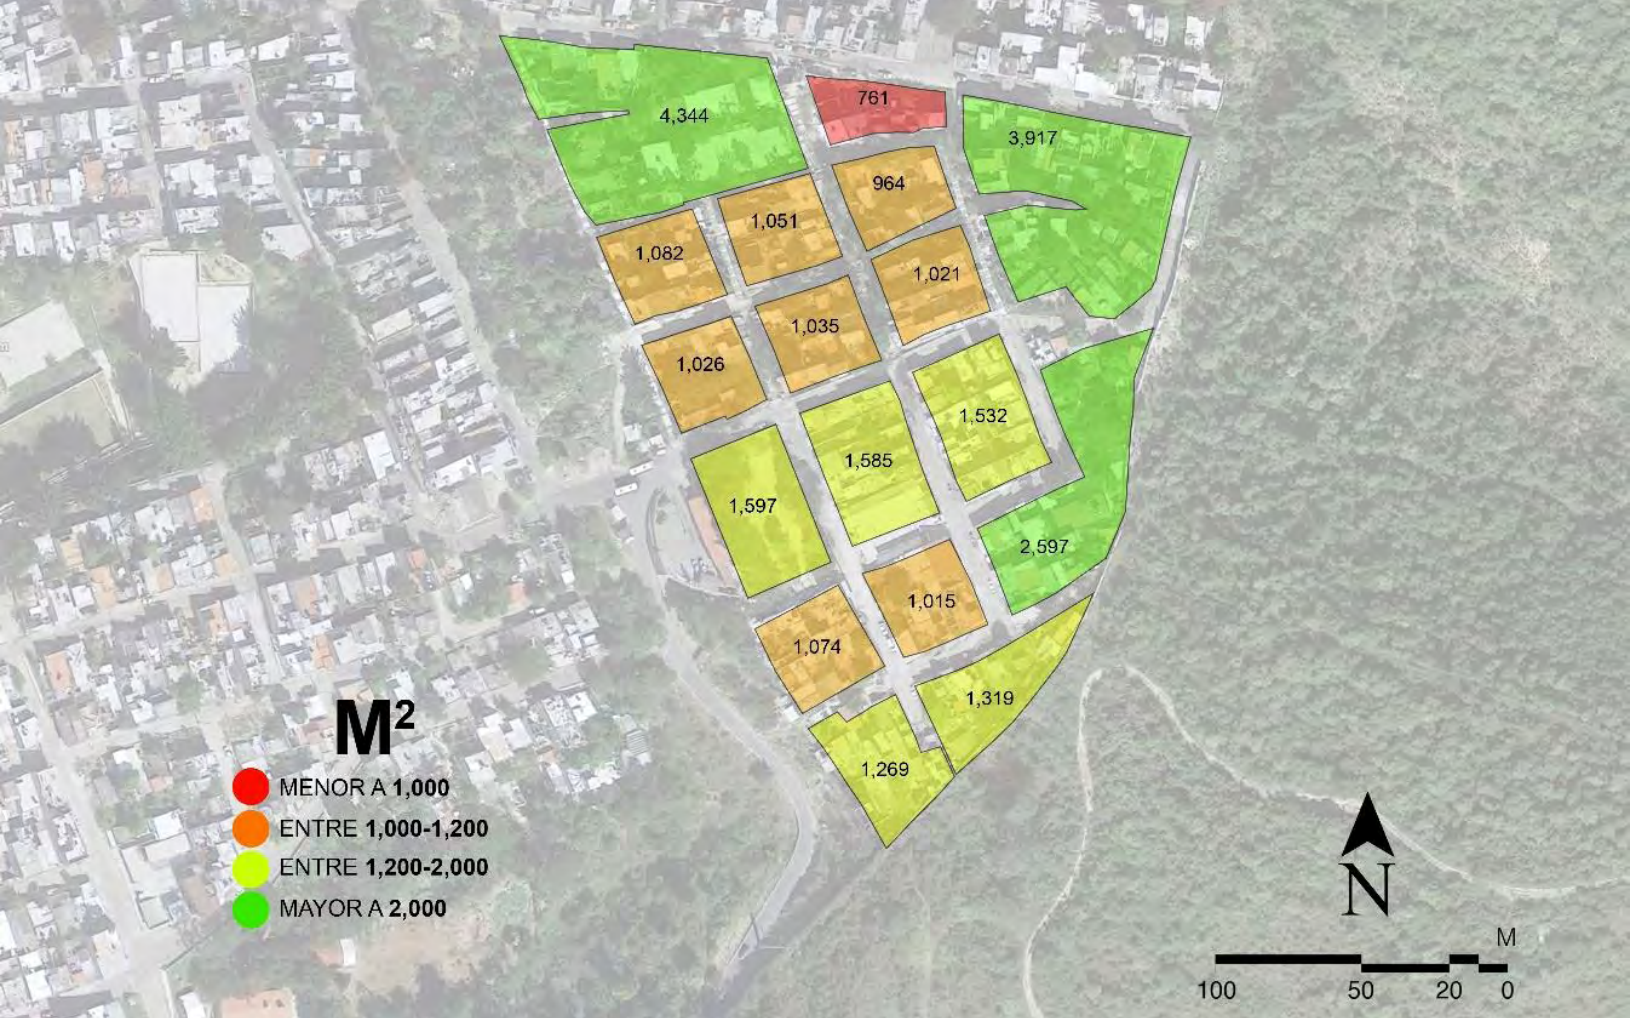 4,344
761
3,917
964
1,051
1,082
1,021
1,035
1,026
1,532
1,585
1,597
2,597
1,015
1,074
1,319
1,269
M²
MENOR A 1,000
ENTRE 1,000-1,200
ENTRE 1,200-2,000
MAYOR A 2,000
N
M
100 50 20 0